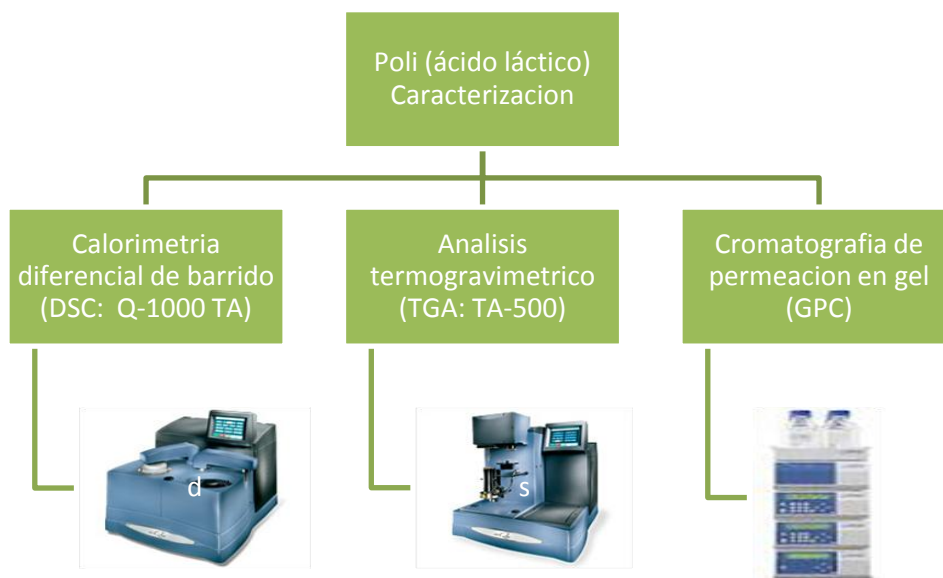 Poli (ácido láctico)
Caracterizacion
Calorimetria
diferencial de barrido
(DSC: Q-1000 TA)
Analisis
termogravimetrico
(TGA: TA-500)
Cromatografia de
permeacion en gel
(GPC)
d
s